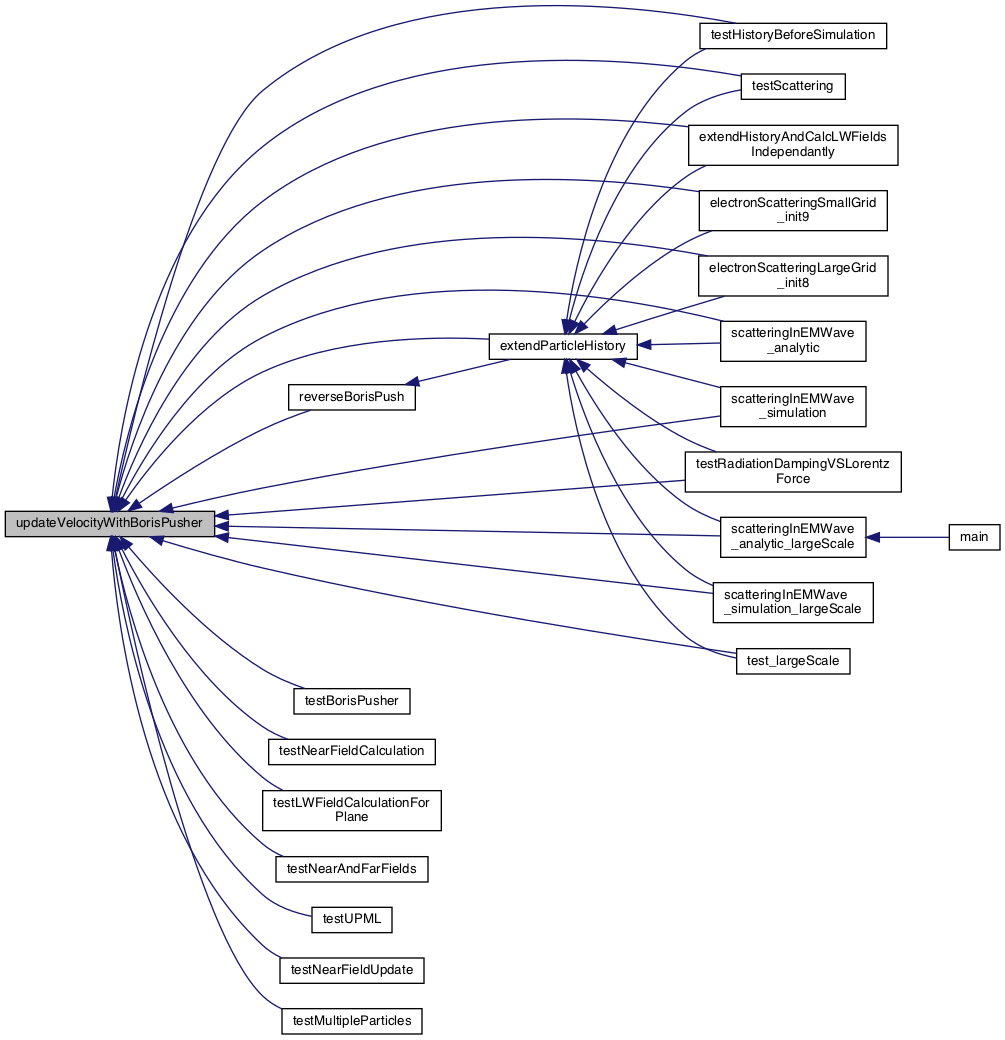 testHistoryBeforeSimulation
testScattering
extendHistoryAndCalcLWFields
Independantly
electronScatteringSmallGrid
_init9
electronScatteringLargeGrid
_init8
scatteringInEMWave
_analytic
extendParticleHistory
reverseBorisPush
scatteringInEMWave
_simulation
testRadiationDampingVSLorentz
Force
updateVelocityWithBorisPusher
scatteringInEMWave
_analytic_largeScale
main
scatteringInEMWave
_simulation_largeScale
test_largeScale
testBorisPusher
testNearFieldCalculation
testLWFieldCalculationFor
Plane
testNearAndFarFields
testUPML
testNearFieldUpdate
testMultipleParticles